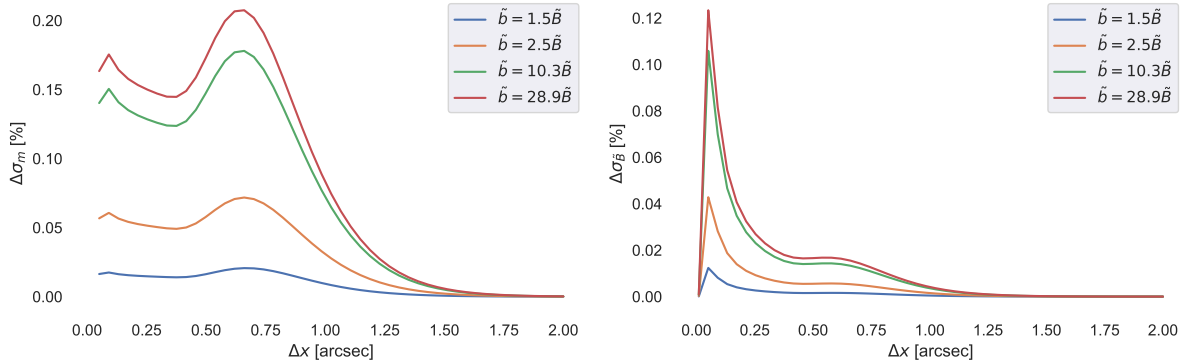 0.20
0.15
0.10
0.05
0.00
Δσ_m [%]
0.00 0.25 0.50 0.75 1.00 1.25 1.50 1.75 2.00
Δx [arcsec]
b̃ = 1.5B̃
b̃ = 2.5B̃
b̃ = 10.3B̃
b̃ = 28.9B̃
0.12
0.10
0.08
0.06
0.04
0.02
0.00
Δσ_B̃ [%]
0.00 0.25 0.50 0.75 1.00 1.25 1.50 1.75 2.00
Δx [arcsec]
b̃ = 1.5B̃
b̃ = 2.5B̃
b̃ = 10.3B̃
b̃ = 28.9B̃